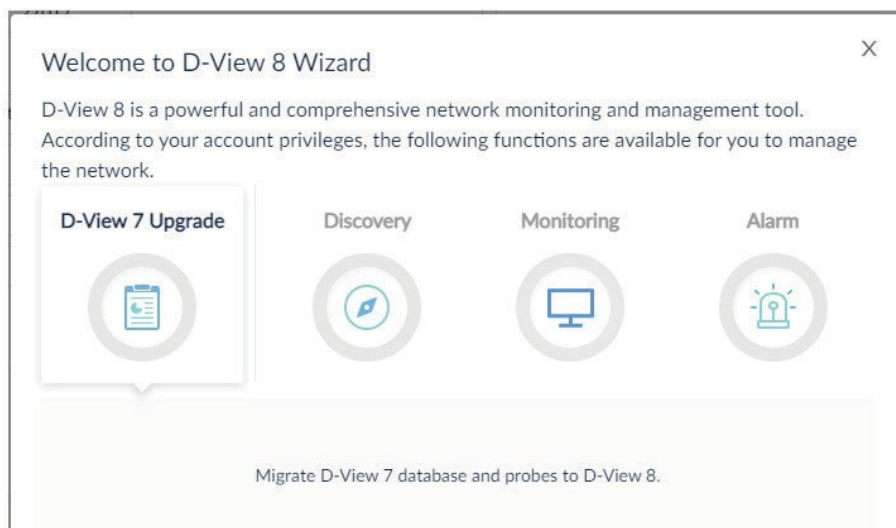 Welcome to D-View 8 Wizard
X
D-View 8 is a powerful and comprehensive network monitoring and management tool.
According to your account privileges, the following functions are available for you to manage
the network.
D-View 7 Upgrade
Discovery
Monitoring
Alarm
Migrate D-View 7 database and probes to D-View 8.